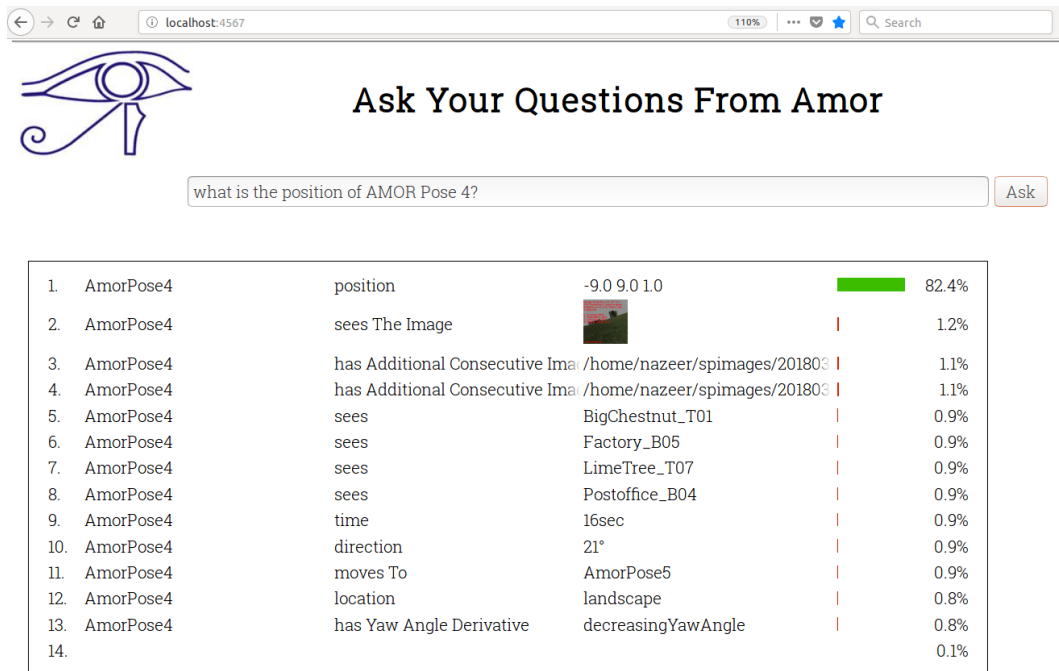 localhost:4567
110%
Search
Ask Your Questions From Amor
what is the position of AMOR Pose 4?
Ask
1. AmorPose4 position -9.0 9.0 1.0 82.4%
2. AmorPose4 sees The Image 1.2%
3. AmorPose4 has Additional Consecutive Ima /home/nazeer/spimages/201803 1.1%
4. AmorPose4 has Additional Consecutive Ima /home/nazeer/spimages/201803 1.1%
5. AmorPose4 sees BigChestnut_T01 0.9%
6. AmorPose4 sees Factory_B05 0.9%
7. AmorPose4 sees LimeTree_T07 0.9%
8. AmorPose4 sees Postoffice_B04 0.9%
9. AmorPose4 time 16sec 0.9%
10. AmorPose4 direction 21° 0.9%
11. AmorPose4 moves To AmorPose5 0.9%
12. AmorPose4 location landscape 0.8%
13. AmorPose4 has Yaw Angle Derivative decreasingYawAngle 0.8%
14. 0.1%